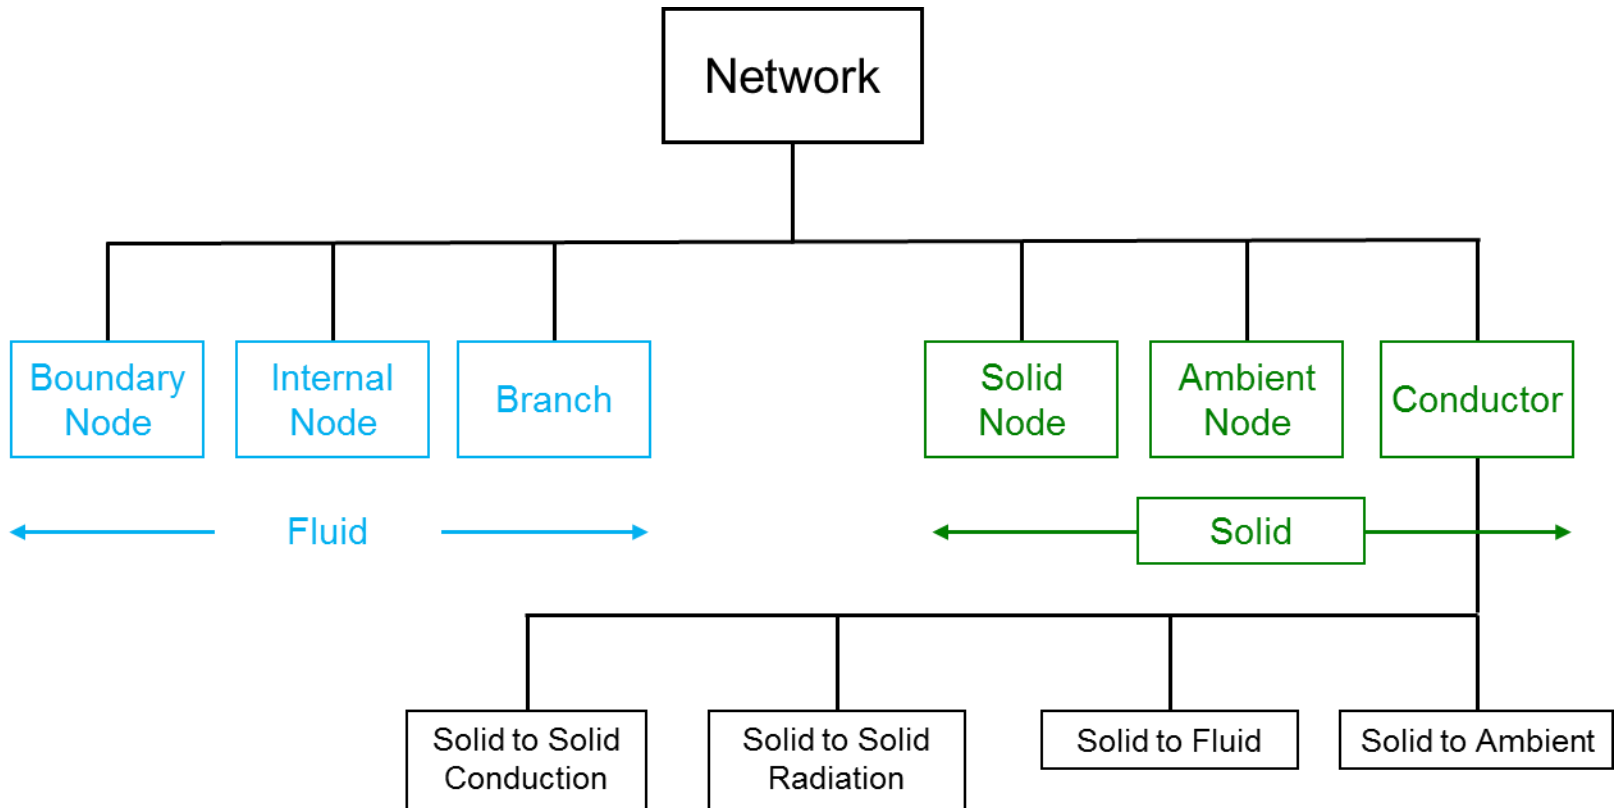 Network
Boundary
Node
Internal
Node
Branch
Solid
Node
Ambient
Node
Conductor
Fluid
Solid
Solid to Solid
Conduction
Solid to Solid
Radiation
Solid to Fluid
Solid to Ambient